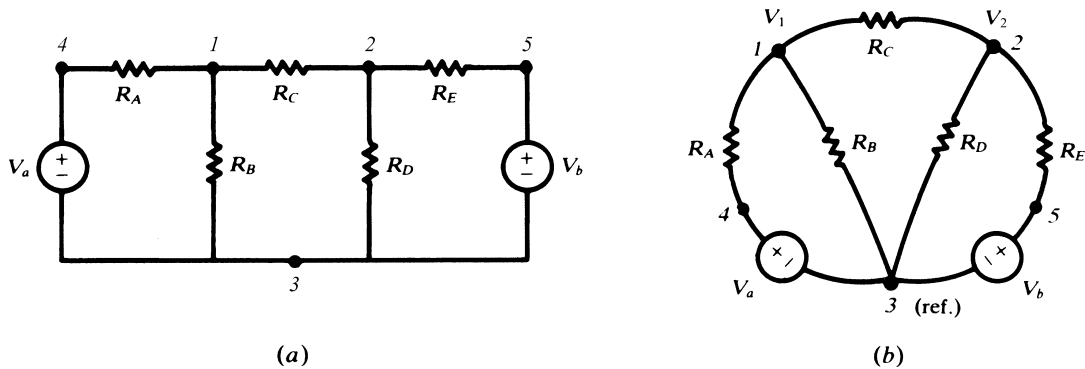 4 1 2 5
R_A R_C R_E
V_a + − R_B R_D + − V_b
3
(a)
V_1 V_2
1 R_C 2
R_A R_B R_D R_E
4 5
+ − − +
V_a V_b
3 (ref.)
(b)